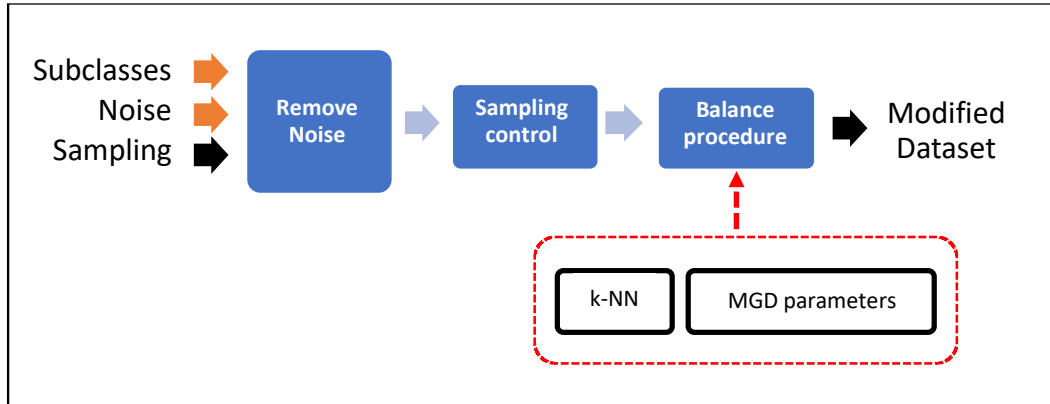 Subclasses
Noise
Sampling
Remove
Noise
Sampling
control
Balance
procedure
Modified
Dataset
k-NN
MGD parameters